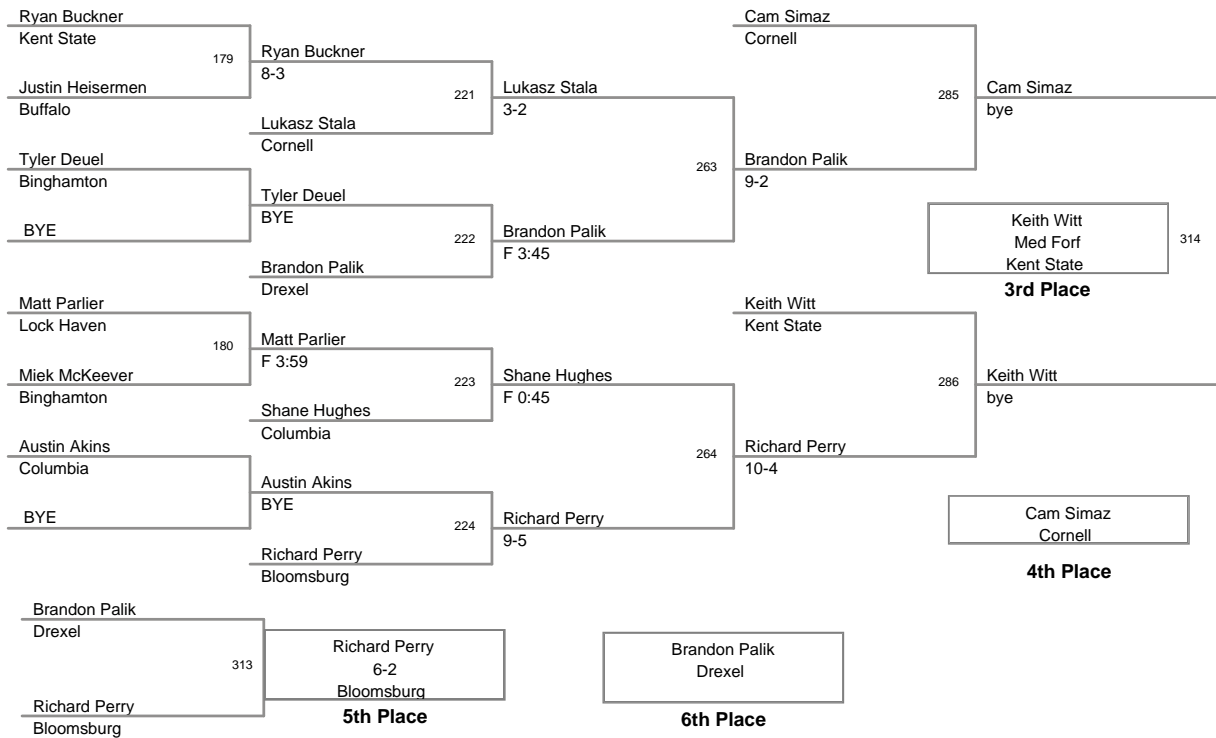 Ryan Buckner
Kent State
179
Justin Heisermen
Buffalo
Ryan Buckner
8-3
221
Lukasz Stala
Cornell
Lukasz Stala
3-2
Tyler Deuel
Binghamton
BYE
Tyler Deuel
BYE
222
Brandon Palik
Drexel
Brandon Palik
F 3:45
263
Brandon Palik
9-2
Cam Simaz
Cornell
285
Cam Simaz
bye
Keith Witt
Med Forf
Kent State
314
3rd Place
Matt Parlier
Lock Haven
180
Miek McKeever
Binghamton
Matt Parlier
F 3:59
223
Shane Hughes
Columbia
Shane Hughes
F 0:45
Austin Akins
Columbia
BYE
Austin Akins
BYE
224
Richard Perry
Bloomsburg
Richard Perry
9-5
264
Richard Perry
10-4
Keith Witt
Kent State
286
Keith Witt
bye
Cam Simaz
Cornell
4th Place
Brandon Palik
Drexel
313
Richard Perry
Bloomsburg
Richard Perry
6-2
Bloomsburg
5th Place
Brandon Palik
Drexel
6th Place